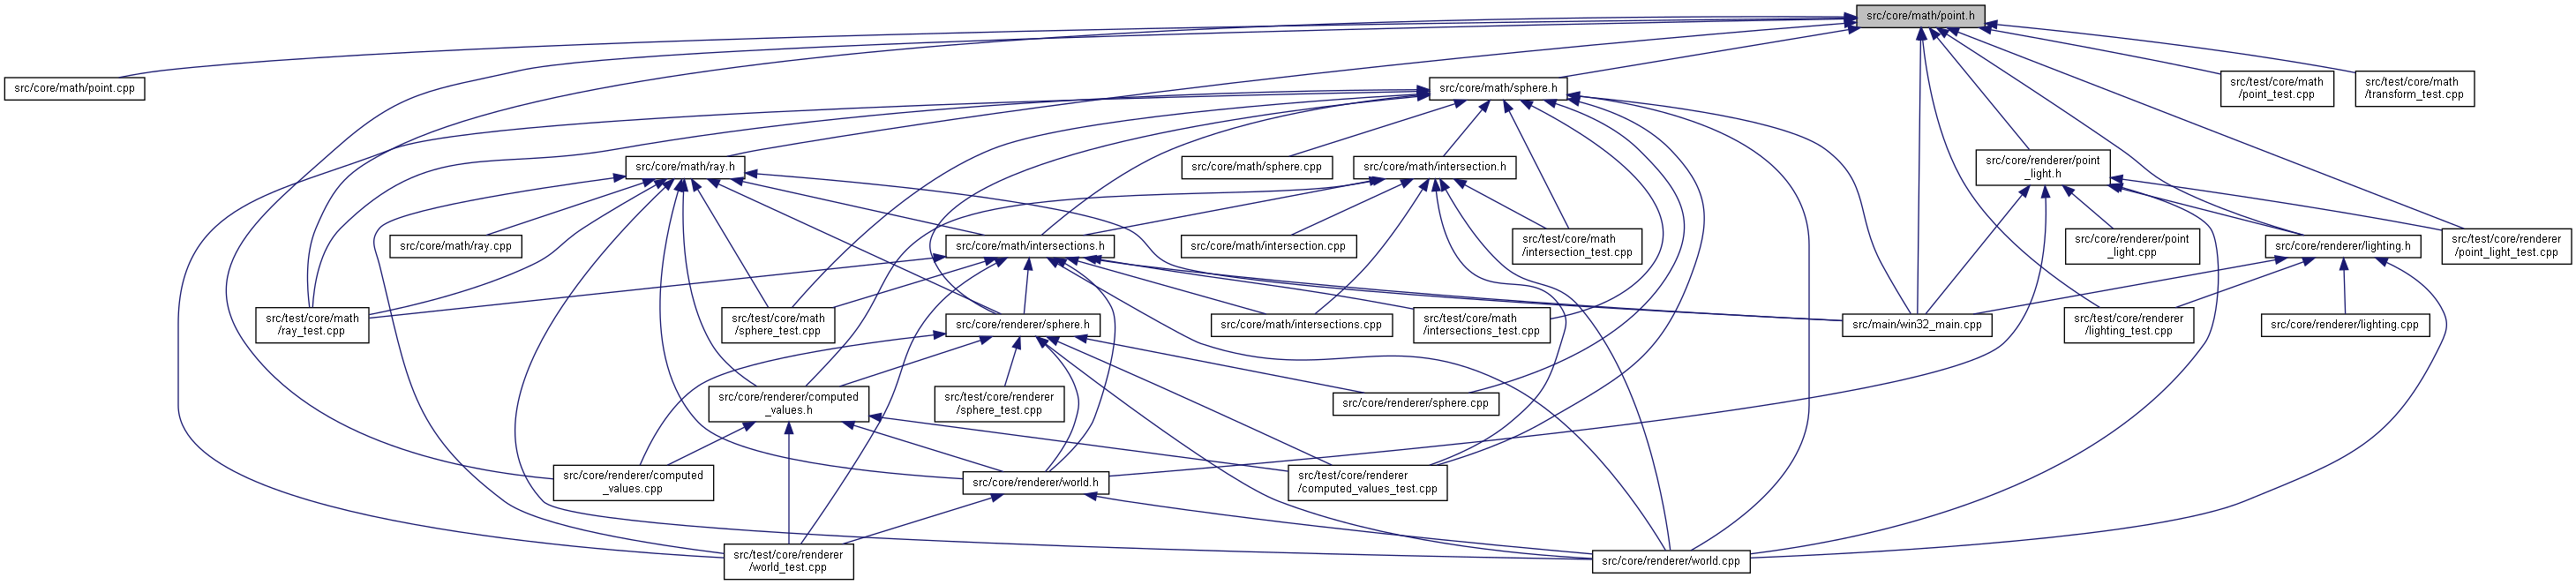 src/core/math/point.h
src/core/math/point.cpp
src/core/math/sphere.h
src/test/core/math
/point_test.cpp
src/test/core/math
/transform_test.cpp
src/core/math/ray.h
src/core/math/sphere.cpp
src/core/math/intersection.h
src/core/renderer/point
_light.h
src/core/math/ray.cpp
src/core/math/intersections.h
src/core/math/intersection.cpp
src/test/core/math
/intersection_test.cpp
src/core/renderer/point
_light.cpp
src/core/renderer/lighting.h
src/test/core/renderer
/point_light_test.cpp
src/test/core/math
/ray_test.cpp
src/test/core/math
/sphere_test.cpp
src/core/renderer/sphere.h
src/core/math/intersections.cpp
src/test/core/math
/intersections_test.cpp
src/main/win32_main.cpp
src/test/core/renderer
/lighting_test.cpp
src/core/renderer/lighting.cpp
src/core/renderer/computed
_values.h
src/test/core/renderer
/sphere_test.cpp
src/core/renderer/sphere.cpp
src/core/renderer/computed
_values.cpp
src/core/renderer/world.h
src/test/core/renderer
/computed_values_test.cpp
src/test/core/renderer
/world_test.cpp
src/core/renderer/world.cpp